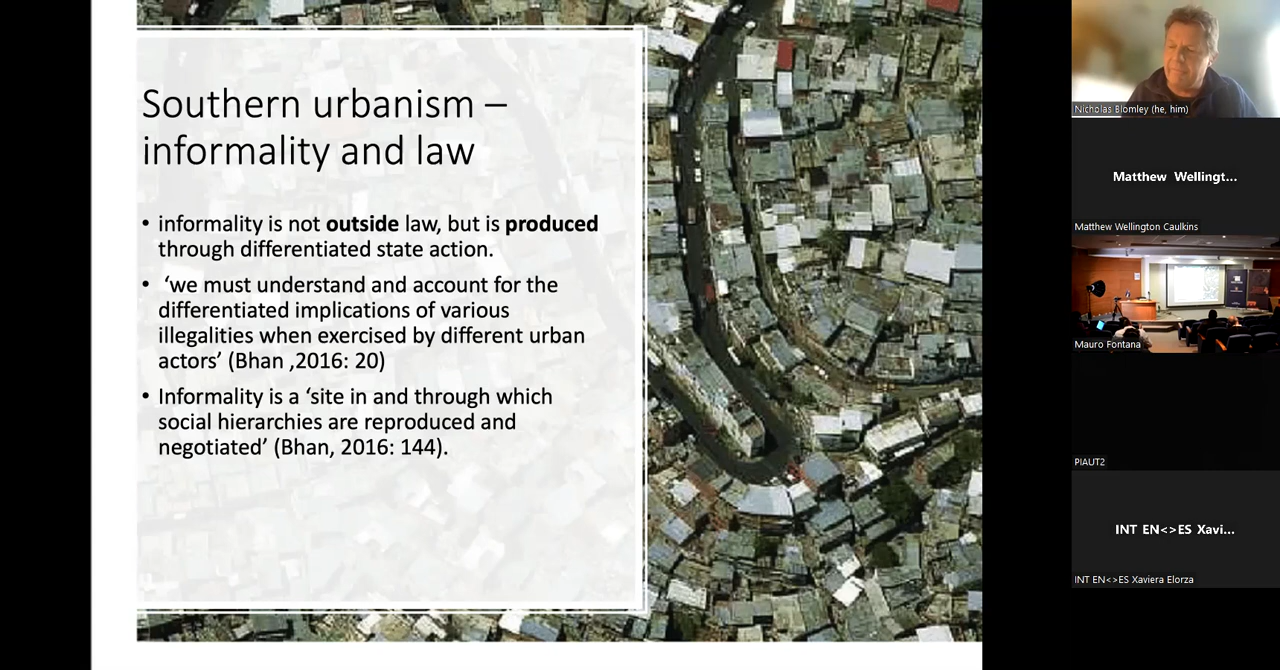 Southern urbanism –
informality and law
• informality is not outside law, but is produced
through differentiated state action.
• ‘we must understand and account for the
differentiated implications of various
illegalities when exercised by different urban
actors’ (Bhan ,2016: 20)
• Informality is a ‘site in and through which
social hierarchies are reproduced and
negotiated’ (Bhan, 2016: 144).
Nicholas Blomley (he, him)
Matthew Wellingt...
Matthew Wellington Caulkins
Mauro Fontana
PIAUT2
INT EN<>ES Xavi...
INT EN<>ES Xaviera Elorza